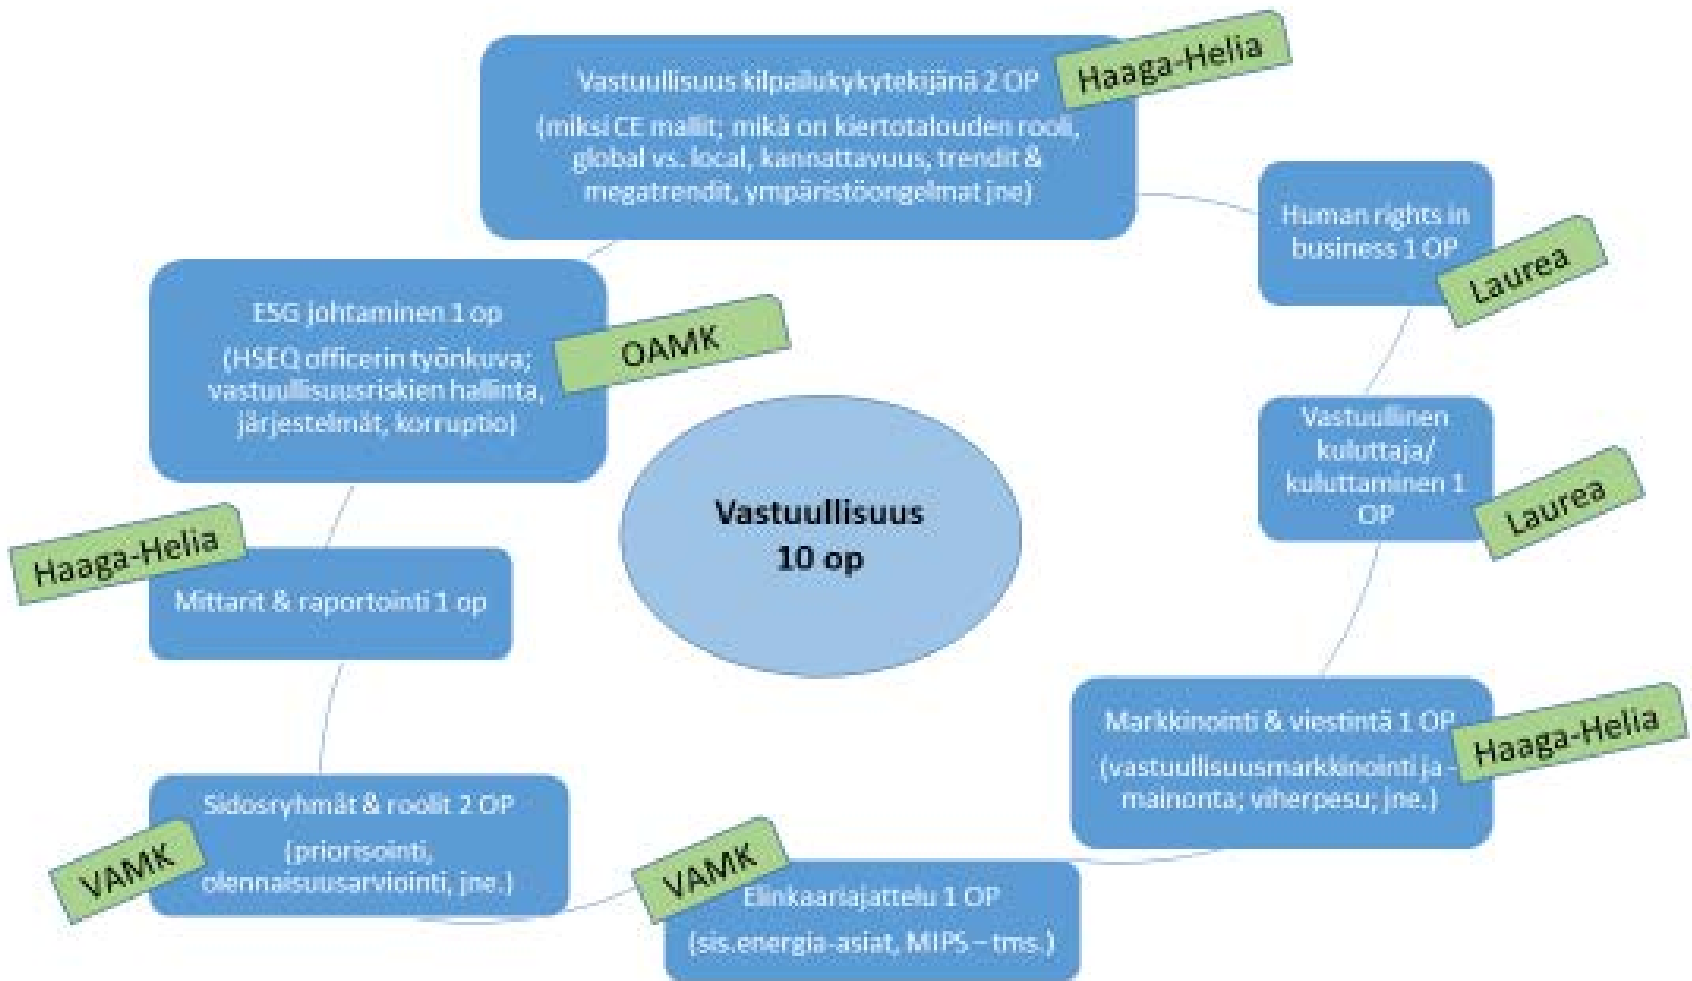 Vastuullisuus kilpailukykytekijänä 2 OP
(miksi CE mallit; mikä on kiertotalouden rooli,
global vs. local, kannattavuus, trendit &
megatrendit, ympäristöongelmat jne)
Haaga-Helia
Human rights in
business 1 OP
Laurea
Vastuullinen
kuluttaja/
kuluttaminen 1
OP
Laurea
Markkinointi & viestintä 1 OP
(vastuullisuusmarkkinointi ja -
mainonta; viherpesu; jne.)
Haaga-Helia
Elinkaariajattelu 1 OP
(sis.energia-asiat, MIPS – tms.)
VAMK
Sidosryhmät & roolit 2 OP
(priorisointi,
olennaisuusarviointi, jne.)
VAMK
Mittarit & raportointi 1 op
Haaga-Helia
ESG johtaminen 1 op
(HSEQ officerin työnkuva;
vastuullisuusriskien hallinta,
järjestelmät, korruptio)
OAMK
Vastuullisuus
10 op